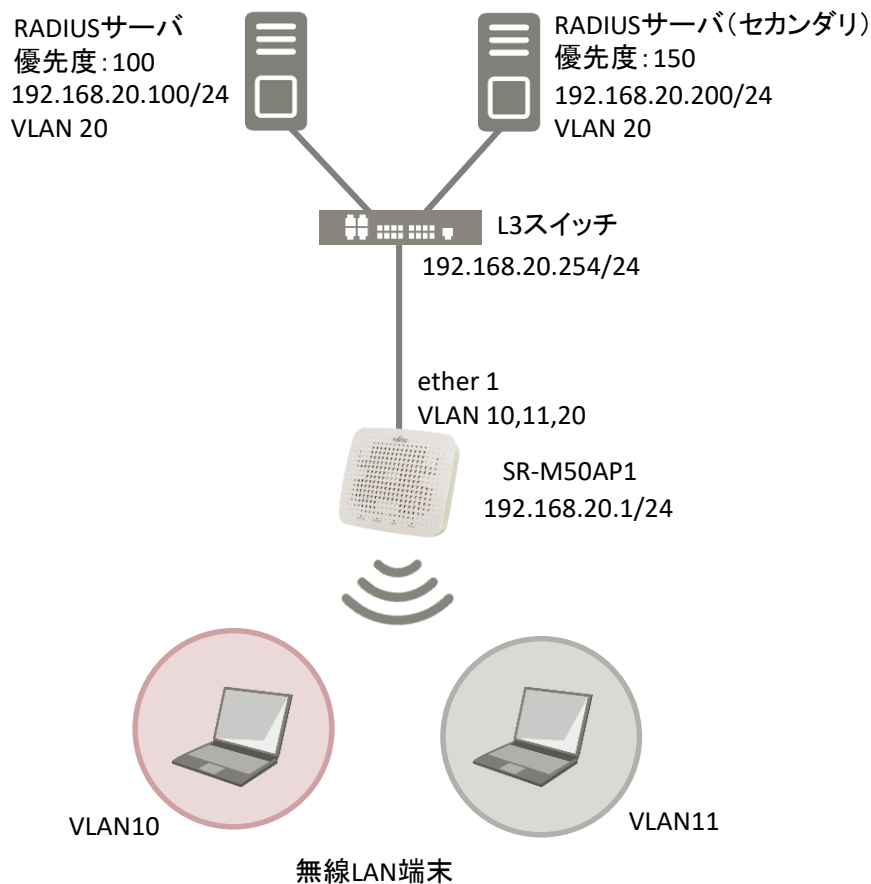 RADIUSサーバ
優先度：100
192.168.20.100/24
VLAN 20
RADIUSサーバ（セカンダリ）
優先度：150
192.168.20.200/24
VLAN 20
L3スイッチ
192.168.20.254/24
ether 1
VLAN 10,11,20
SR-M50AP1
192.168.20.1/24
VLAN10
VLAN11
無線LAN端末